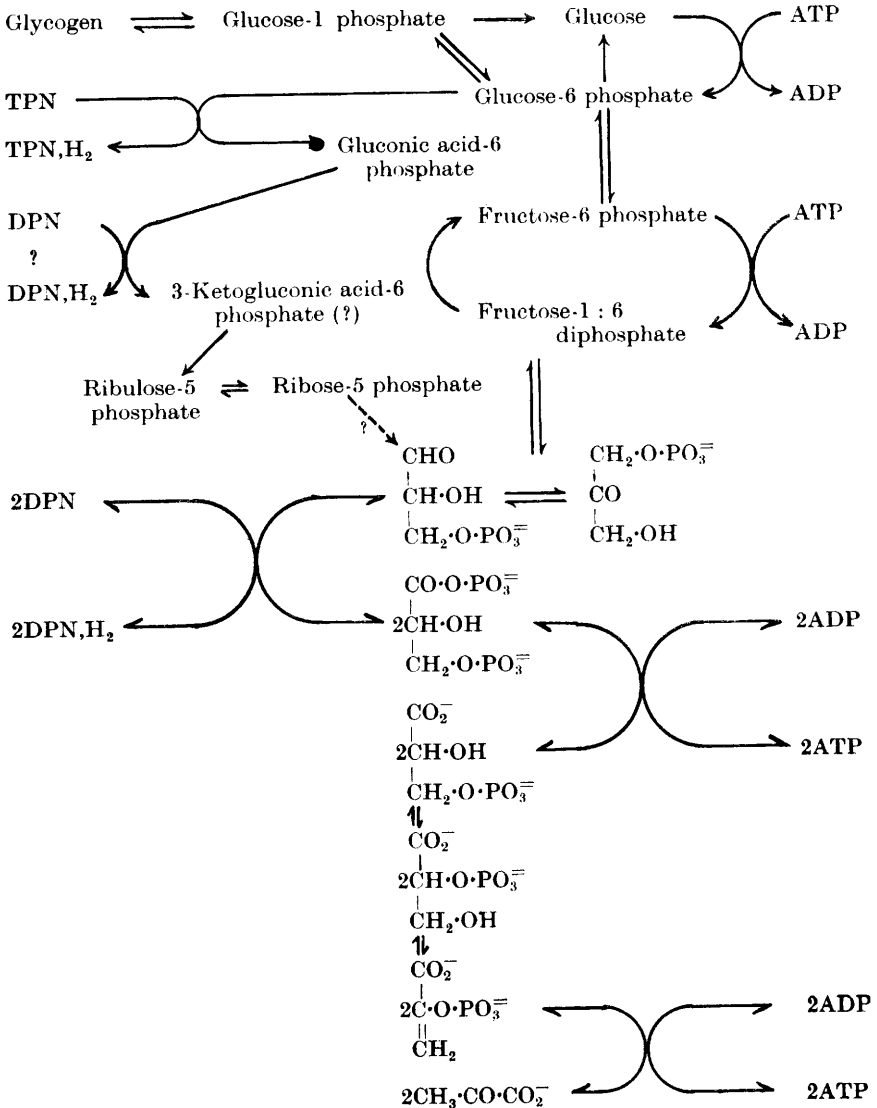 Glycogen ⇌ Glucose-1 phosphate → Glucose ATP
TPN Glucose-6 phosphate ADP
TPN,H₂ Gluconic acid-6
phosphate
DPN Fructose-6 phosphate ATP
?
DPN,H₂ 3-Ketogluconic acid-6
phosphate (?)
Fructose-1 : 6
diphosphate ADP
Ribulose-5
phosphate ⇌ Ribose-5 phosphate
?
CHO CH₂·O·PO₃⁼
2DPN CH·OH ⇌ CO
CH₂·O·PO₃⁼ CH₂·OH
CO·O·PO₃⁼
2DPN,H₂ 2CH·OH 2ADP
CH₂·O·PO₃⁼
CO₂⁻
2CH·OH 2ATP
CH₂·O·PO₃⁼
⇅
CO₂⁻
2CH·O·PO₃⁼
CH₂·OH
⇅
CO₂⁻
2C·O·PO₃⁼ 2ADP
CH₂
2CH₃·CO·CO₂⁻ 2ATP